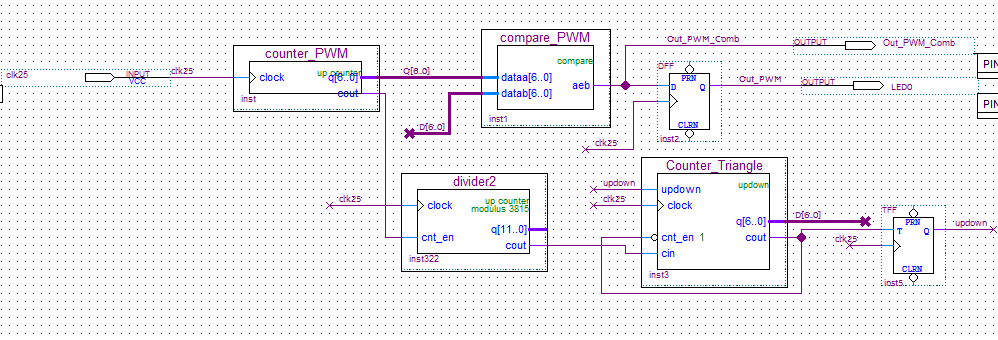 counter_PWM
compare_PWM
Out_PWM_Comb
OUTPUT
Out_PWM_Comb
clk25
INPUT
VCC
clk25
clock
up counter
q[6..0]
cout
inst
Q[6..0]
compare
dataa[6..0]
datab[6..0]
aeb
inst1
D[6..0]
DFF
PRN
D
Q
CLRN
inst2
clk25
Out_PWM
OUTPUT
LED0
PIN
PIN
divider2
clk25
clock
up counter
modulus 3815
q[11..0]
cnt_en
cout
inst322
Counter_Triangle
updown
updown
updown
clk25
clock
q[6..0]
cnt_en 1
cout
cin
inst3
D[6..0]
clk25
TFF
PRN
T
Q
CLRN
inst5
updown